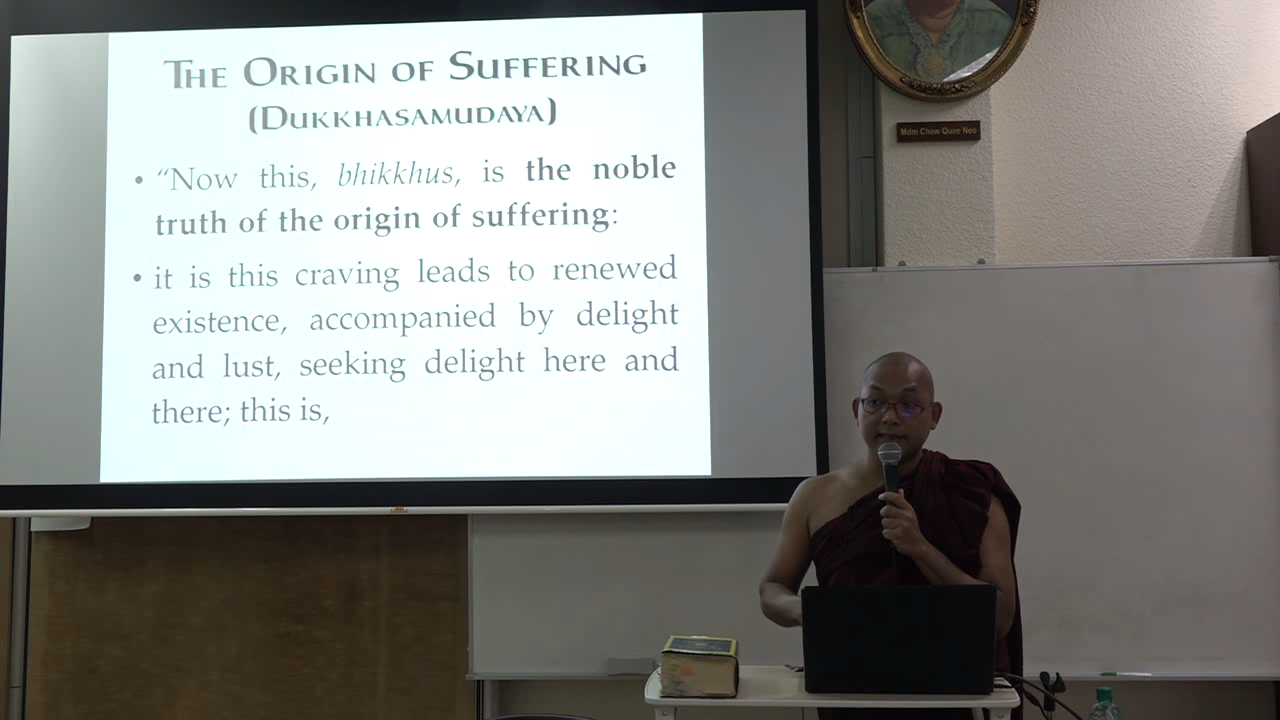 THE ORIGIN OF SUFFERING
(DUKKHASAMUDAYA)
• “Now this, bhikkhus, is the noble
truth of the origin of suffering:
• it is this craving leads to renewed
existence, accompanied by delight
and lust, seeking delight here and
there; this is,
Mdm Chew Quee Neo